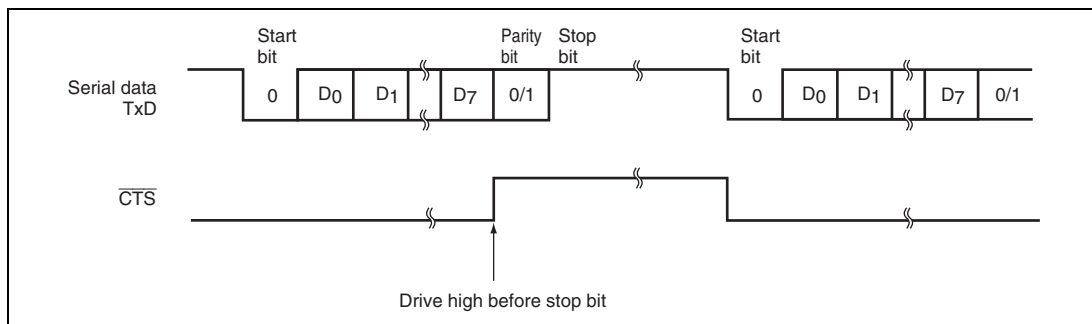 Start bit
Parity bit
Stop bit
Start bit
Serial data TxD
0
D0
D1
D7
0/1
0
D0
D1
D7
0/1
CTS
Drive high before stop bit